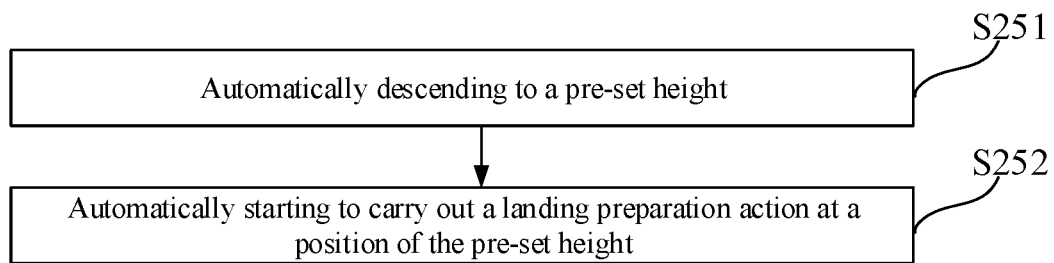 S251
Automatically descending to a pre-set height
S252
Automatically starting to carry out a landing preparation action at a
position of the pre-set height